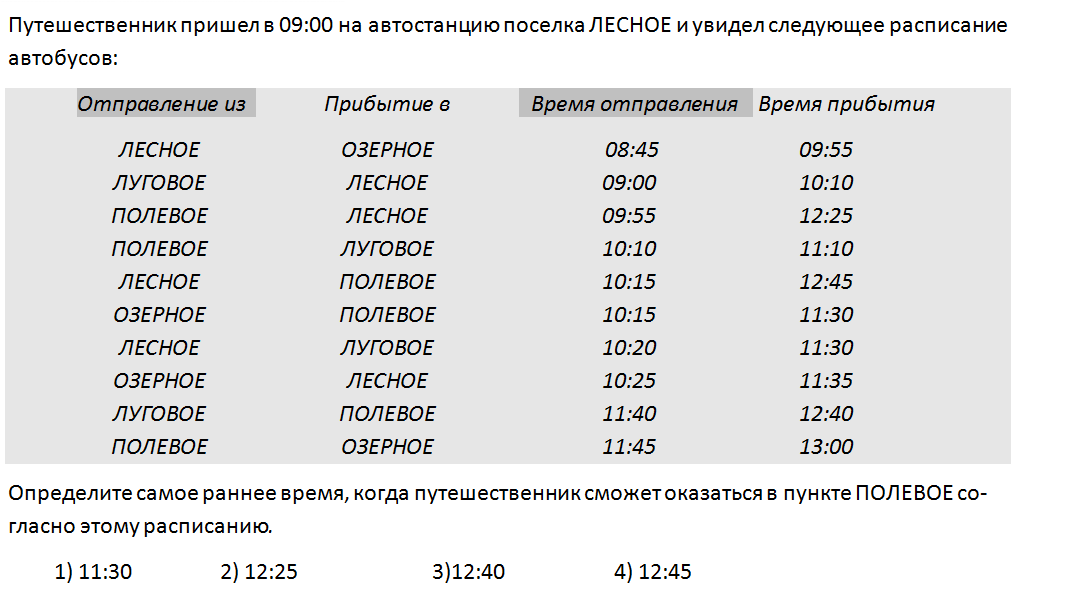 Путешественник пришел в 09:00 на автостанцию поселка ЛЕСНОЕ и увидел следующее расписание
автобусов:
Отправление из Прибытие в Время отправления Время прибытия
ЛЕСНОЕ ОЗЕРНОЕ 08:45 09:55
ЛУГОВОЕ ЛЕСНОЕ 09:00 10:10
ПОЛЕВОЕ ЛЕСНОЕ 09:55 12:25
ПОЛЕВОЕ ЛУГОВОЕ 10:10 11:10
ЛЕСНОЕ ПОЛЕВОЕ 10:15 12:45
ОЗЕРНОЕ ПОЛЕВОЕ 10:15 11:30
ЛЕСНОЕ ЛУГОВОЕ 10:20 11:30
ОЗЕРНОЕ ЛЕСНОЕ 10:25 11:35
ЛУГОВОЕ ПОЛЕВОЕ 11:40 12:40
ПОЛЕВОЕ ОЗЕРНОЕ 11:45 13:00
Определите самое раннее время, когда путешественник сможет оказаться в пункте ПОЛЕВОЕ со-
гласно этому расписанию.
1) 11:30 2) 12:25 3)12:40 4) 12:45